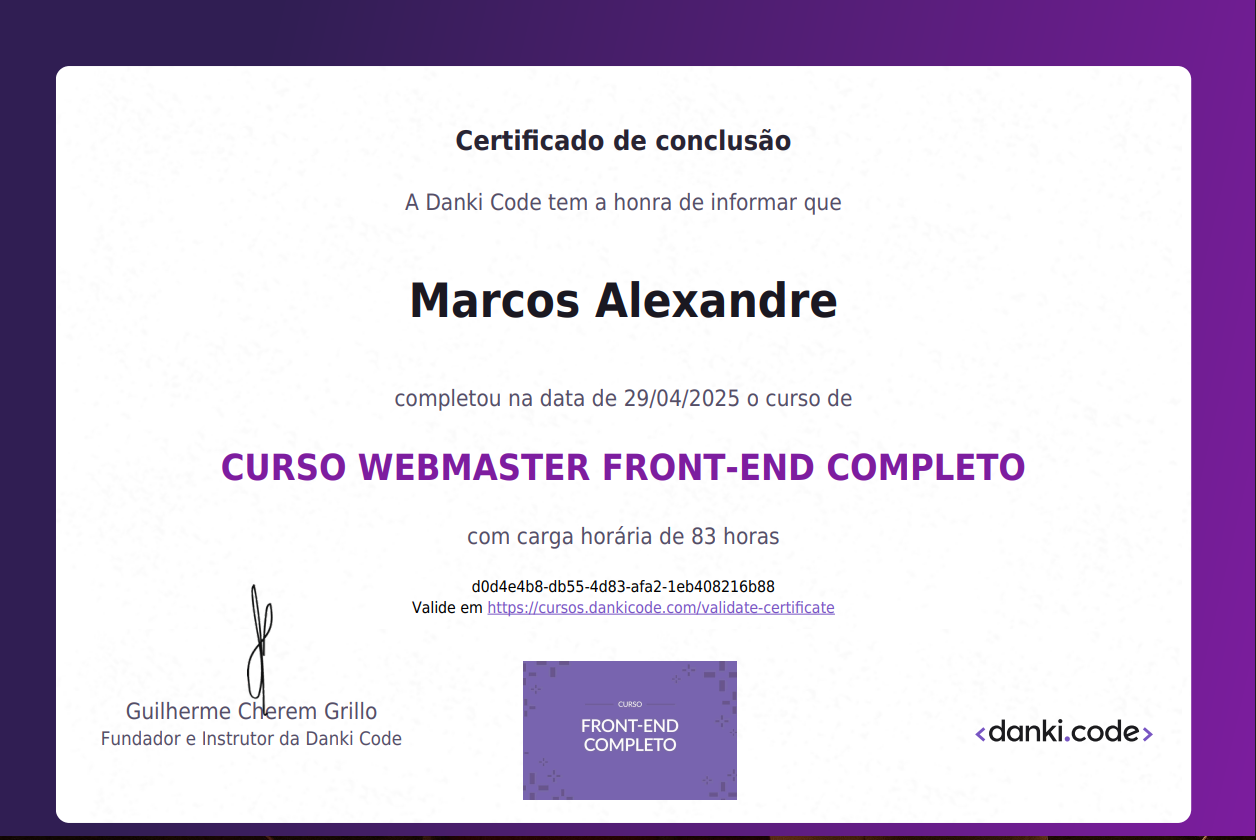 Certificado de conclusão
A Danki Code tem a honra de informar que
Marcos Alexandre
completou na data de 29/04/2025 o curso de
CURSO WEBMASTER FRONT-END COMPLETO
com carga horária de 83 horas
d0d4e4b8-db55-4d83-afa2-1eb408216b88
Valide em https://cursos.dankicode.com/validate-certificate
Guilherme Cherem Grillo
Fundador e Instrutor da Danki Code
CURSO
FRONT-END
COMPLETO
<danki.code>